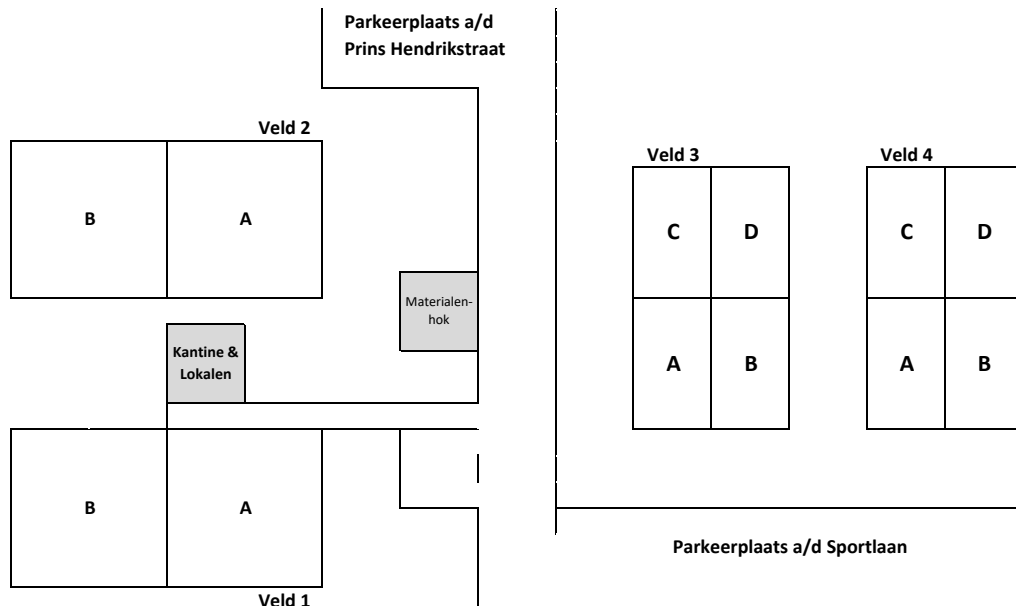 Parkeerplaats a/d
Prins Hendrikstraat
Veld 2
B
A
Veld 3
C
D
A
B
Veld 4
C
D
A
B
Materialen-
hok
Kantine &
Lokalen
B
A
Veld 1
Parkeerplaats a/d Sportlaan